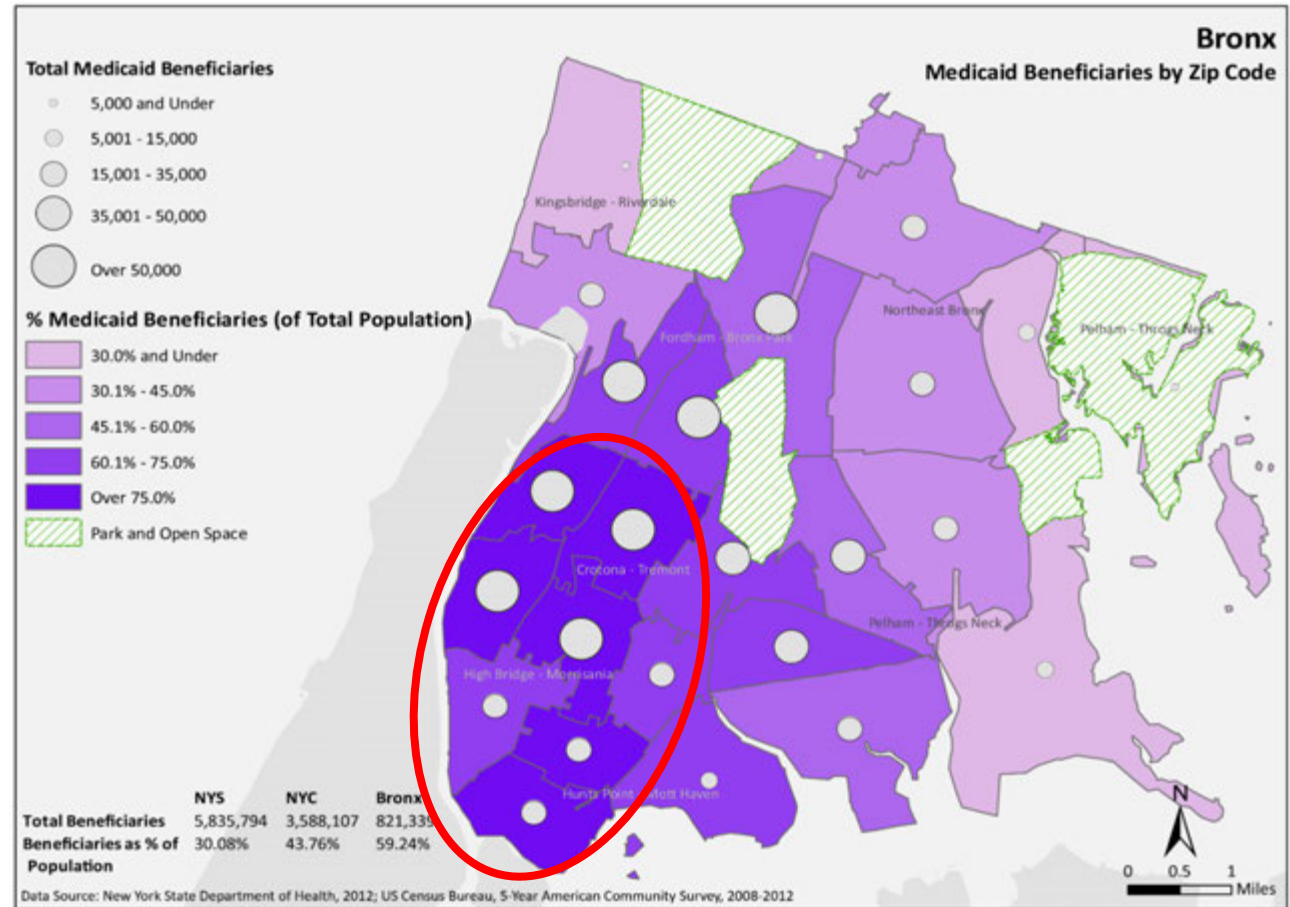 Bronx
Medicaid Beneficiaries by Zip Code
Total Medicaid Beneficiaries
5,000 and Under
5,001 - 15,000
15,001 - 35,000
35,001 - 50,000
Over 50,000
% Medicaid Beneficiaries (of Total Population)
30.0% and Under
30.1% - 45.0%
45.1% - 60.0%
60.1% - 75.0%
Over 75.0%
Park and Open Space
Kingsbridge - Riverdale
Northeast Bronx
Pelham - Throgs Neck
Fordham - Bronx Park
Crotona - Tremont
Pelham - Throgs Neck
High Bridge - Morrisania
Hunts Point - Mott Haven
NYS NYC Bronx
Total Beneficiaries 5,835,794 3,588,107 821,339
Beneficiaries as % of 30.08% 43.76% 59.24%
Population
N
0 0.5 1
Miles
Data Source: New York State Department of Health, 2012; US Census Bureau, 5-Year American Community Survey, 2008-2012